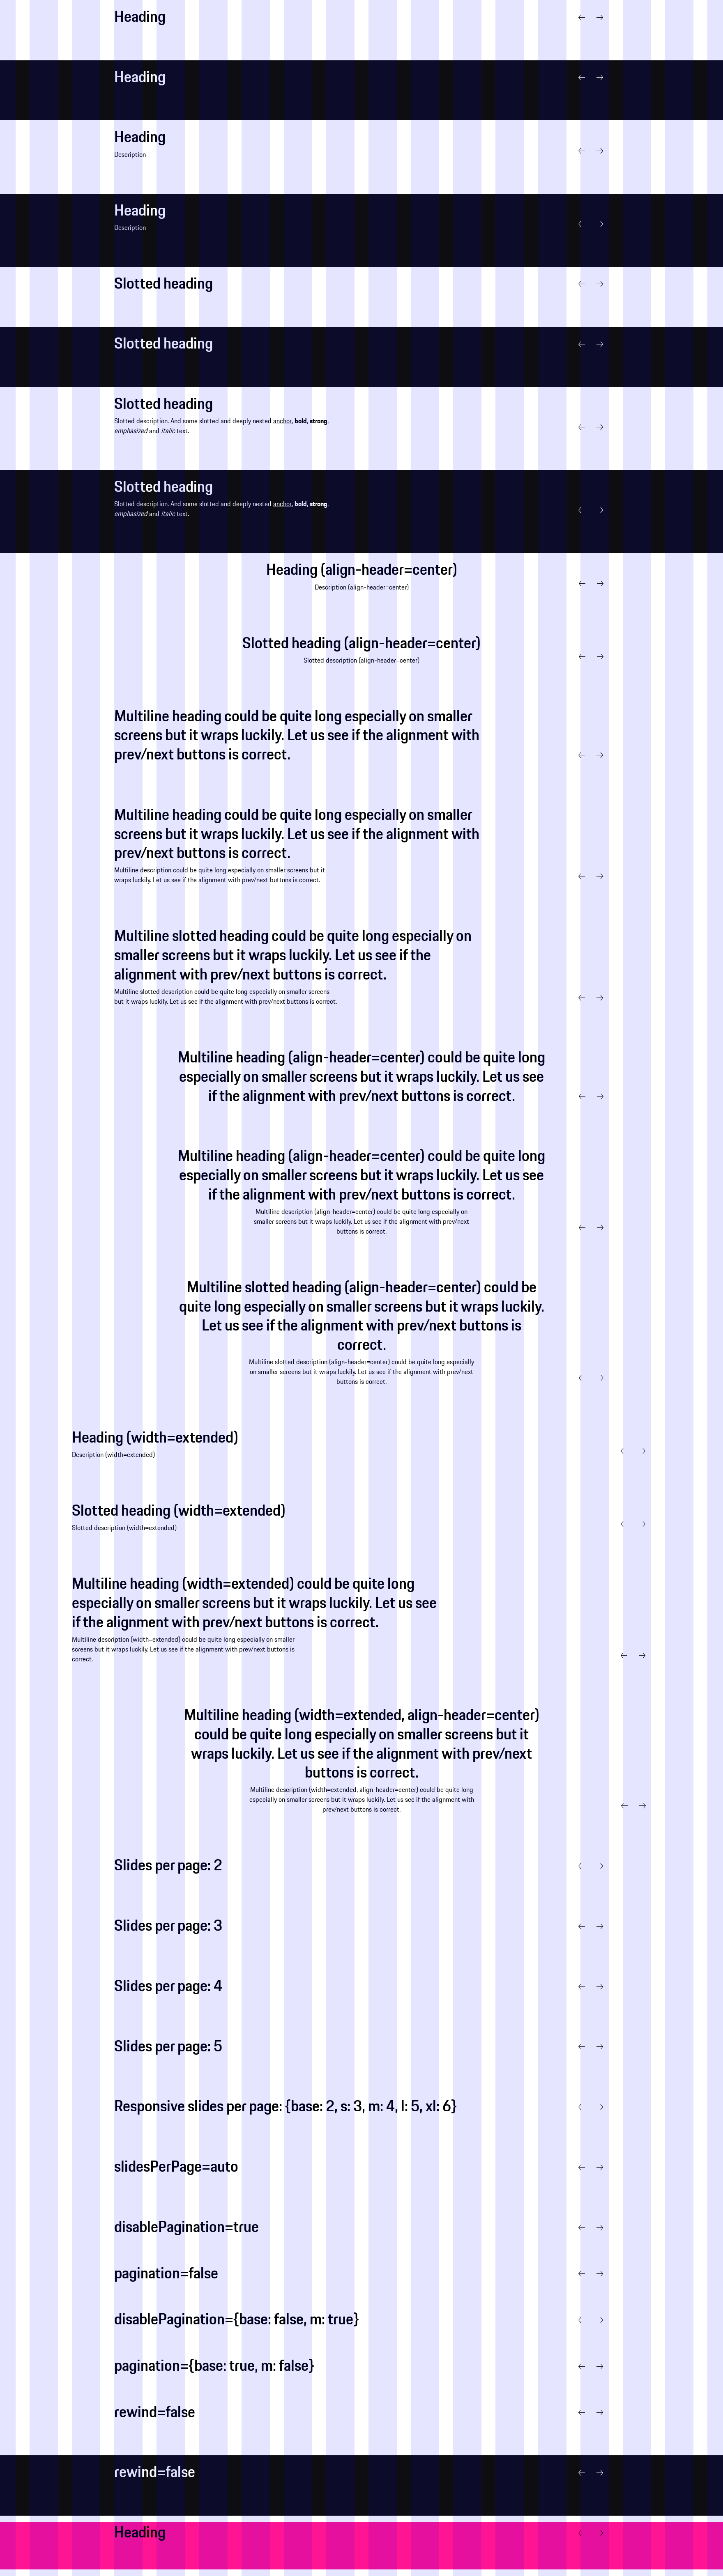 Heading
Heading
Heading
Description
Heading
Description
Slotted heading
Slotted heading
Slotted heading
Slotted description. And some slotted and deeply nested anchor, bold, strong,
emphasized and italic text.
Slotted heading
Slotted description. And some slotted and deeply nested anchor, bold, strong,
emphasized and italic text.
Heading (align-header=center)
Description (align-header=center)
Slotted heading (align-header=center)
Slotted description (align-header=center)
Multiline heading could be quite long especially on smaller
screens but it wraps luckily. Let us see if the alignment with
prev/next buttons is correct.
Multiline heading could be quite long especially on smaller
screens but it wraps luckily. Let us see if the alignment with
prev/next buttons is correct.
Multiline description could be quite long especially on smaller screens but it
wraps luckily. Let us see if the alignment with prev/next buttons is correct.
Multiline slotted heading could be quite long especially on
smaller screens but it wraps luckily. Let us see if the
alignment with prev/next buttons is correct.
Multiline slotted description could be quite long especially on smaller screens
but it wraps luckily. Let us see if the alignment with prev/next buttons is correct.
Multiline heading (align-header=center) could be quite long
especially on smaller screens but it wraps luckily. Let us see
if the alignment with prev/next buttons is correct.
Multiline heading (align-header=center) could be quite long
especially on smaller screens but it wraps luckily. Let us see
if the alignment with prev/next buttons is correct.
Multiline description (align-header=center) could be quite long especially on
smaller screens but it wraps luckily. Let us see if the alignment with prev/next
buttons is correct.
Multiline slotted heading (align-header=center) could be
quite long especially on smaller screens but it wraps luckily.
Let us see if the alignment with prev/next buttons is
correct.
Multiline slotted description (align-header=center) could be quite long especially
on smaller screens but it wraps luckily. Let us see if the alignment with prev/next
buttons is correct.
Heading (width=extended)
Description (width=extended)
Slotted heading (width=extended)
Slotted description (width=extended)
Multiline heading (width=extended) could be quite long
especially on smaller screens but it wraps luckily. Let us see
if the alignment with prev/next buttons is correct.
Multiline description (width=extended) could be quite long especially on smaller
screens but it wraps luckily. Let us see if the alignment with prev/next buttons is
correct.
Multiline heading (width=extended, align-header=center)
could be quite long especially on smaller screens but it
wraps luckily. Let us see if the alignment with prev/next
buttons is correct.
Multiline description (width=extended, align-header=center) could be quite long
especially on smaller screens but it wraps luckily. Let us see if the alignment with
prev/next buttons is correct.
Slides per page: 2
Slides per page: 3
Slides per page: 4
Slides per page: 5
Responsive slides per page: {base: 2, s: 3, m: 4, l: 5, xl: 6}
slidesPerPage=auto
disablePagination=true
pagination=false
disablePagination={base: false, m: true}
pagination={base: true, m: false}
rewind=false
rewind=false
Heading